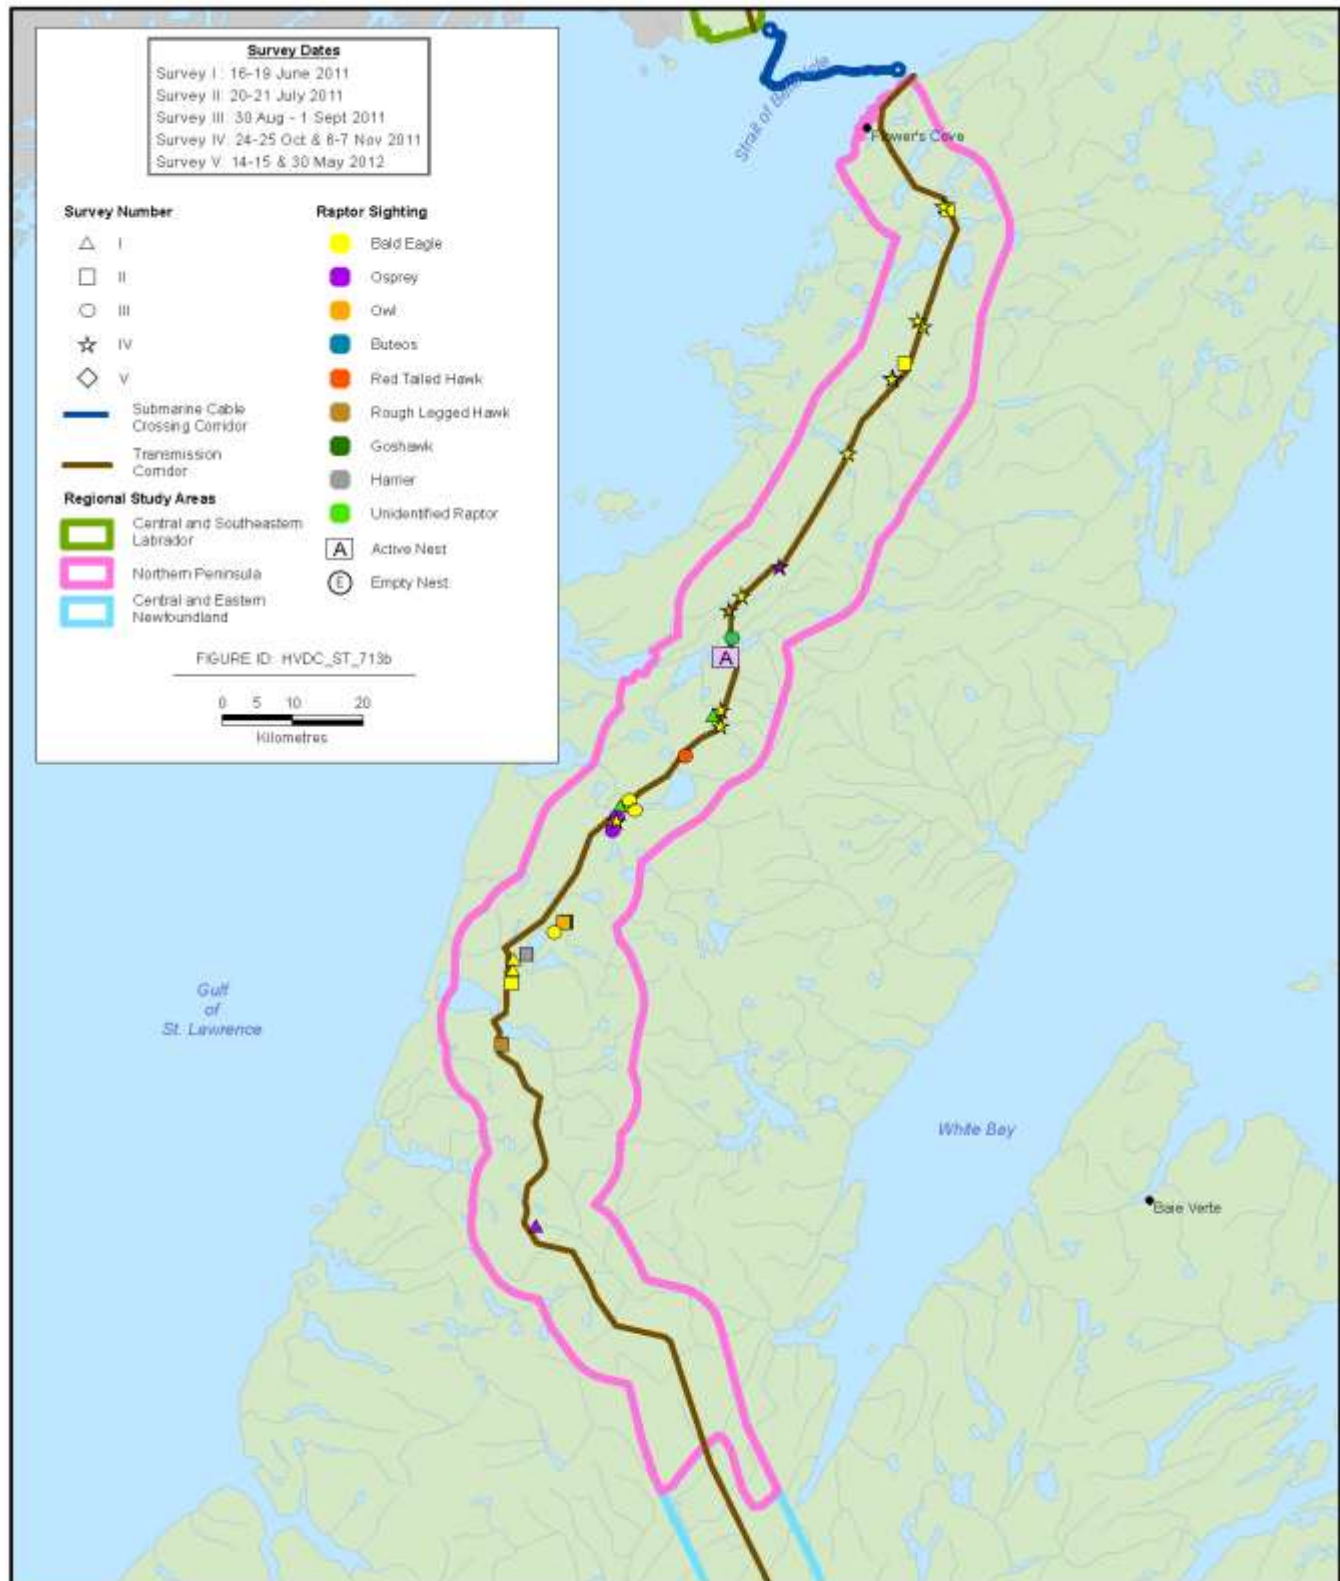 Survey Dates
Survey I : 16-19 June 2011
Survey II: 20-21 July 2011
Survey III: 30 Aug - 1 Sept 2011
Survey IV: 24-25 Oct & 6-7 Nov 2011
Survey V: 14-15 & 30 May 2012
Survey Number
I
II
III
IV
V
Submarine Cable
Crossing Corridor
Transmission
Corridor
Regional Study Areas
Central and Southeastern
Labrador
Northern Peninsula
Central and Eastern
Newfoundland
Raptor Sighting
Bald Eagle
Osprey
Owl
Buteos
Red Tailed Hawk
Rough Legged Hawk
Goshawk
Harrier
Unidentified Raptor
A Active Nest
E Empty Nest
FIGURE ID: HVDC_ST_713b
0 5 10 20
Kilometres
Strait of
Flower's Cove
A
Gulf
of
St. Lawrence
White Bay
Baie Verte